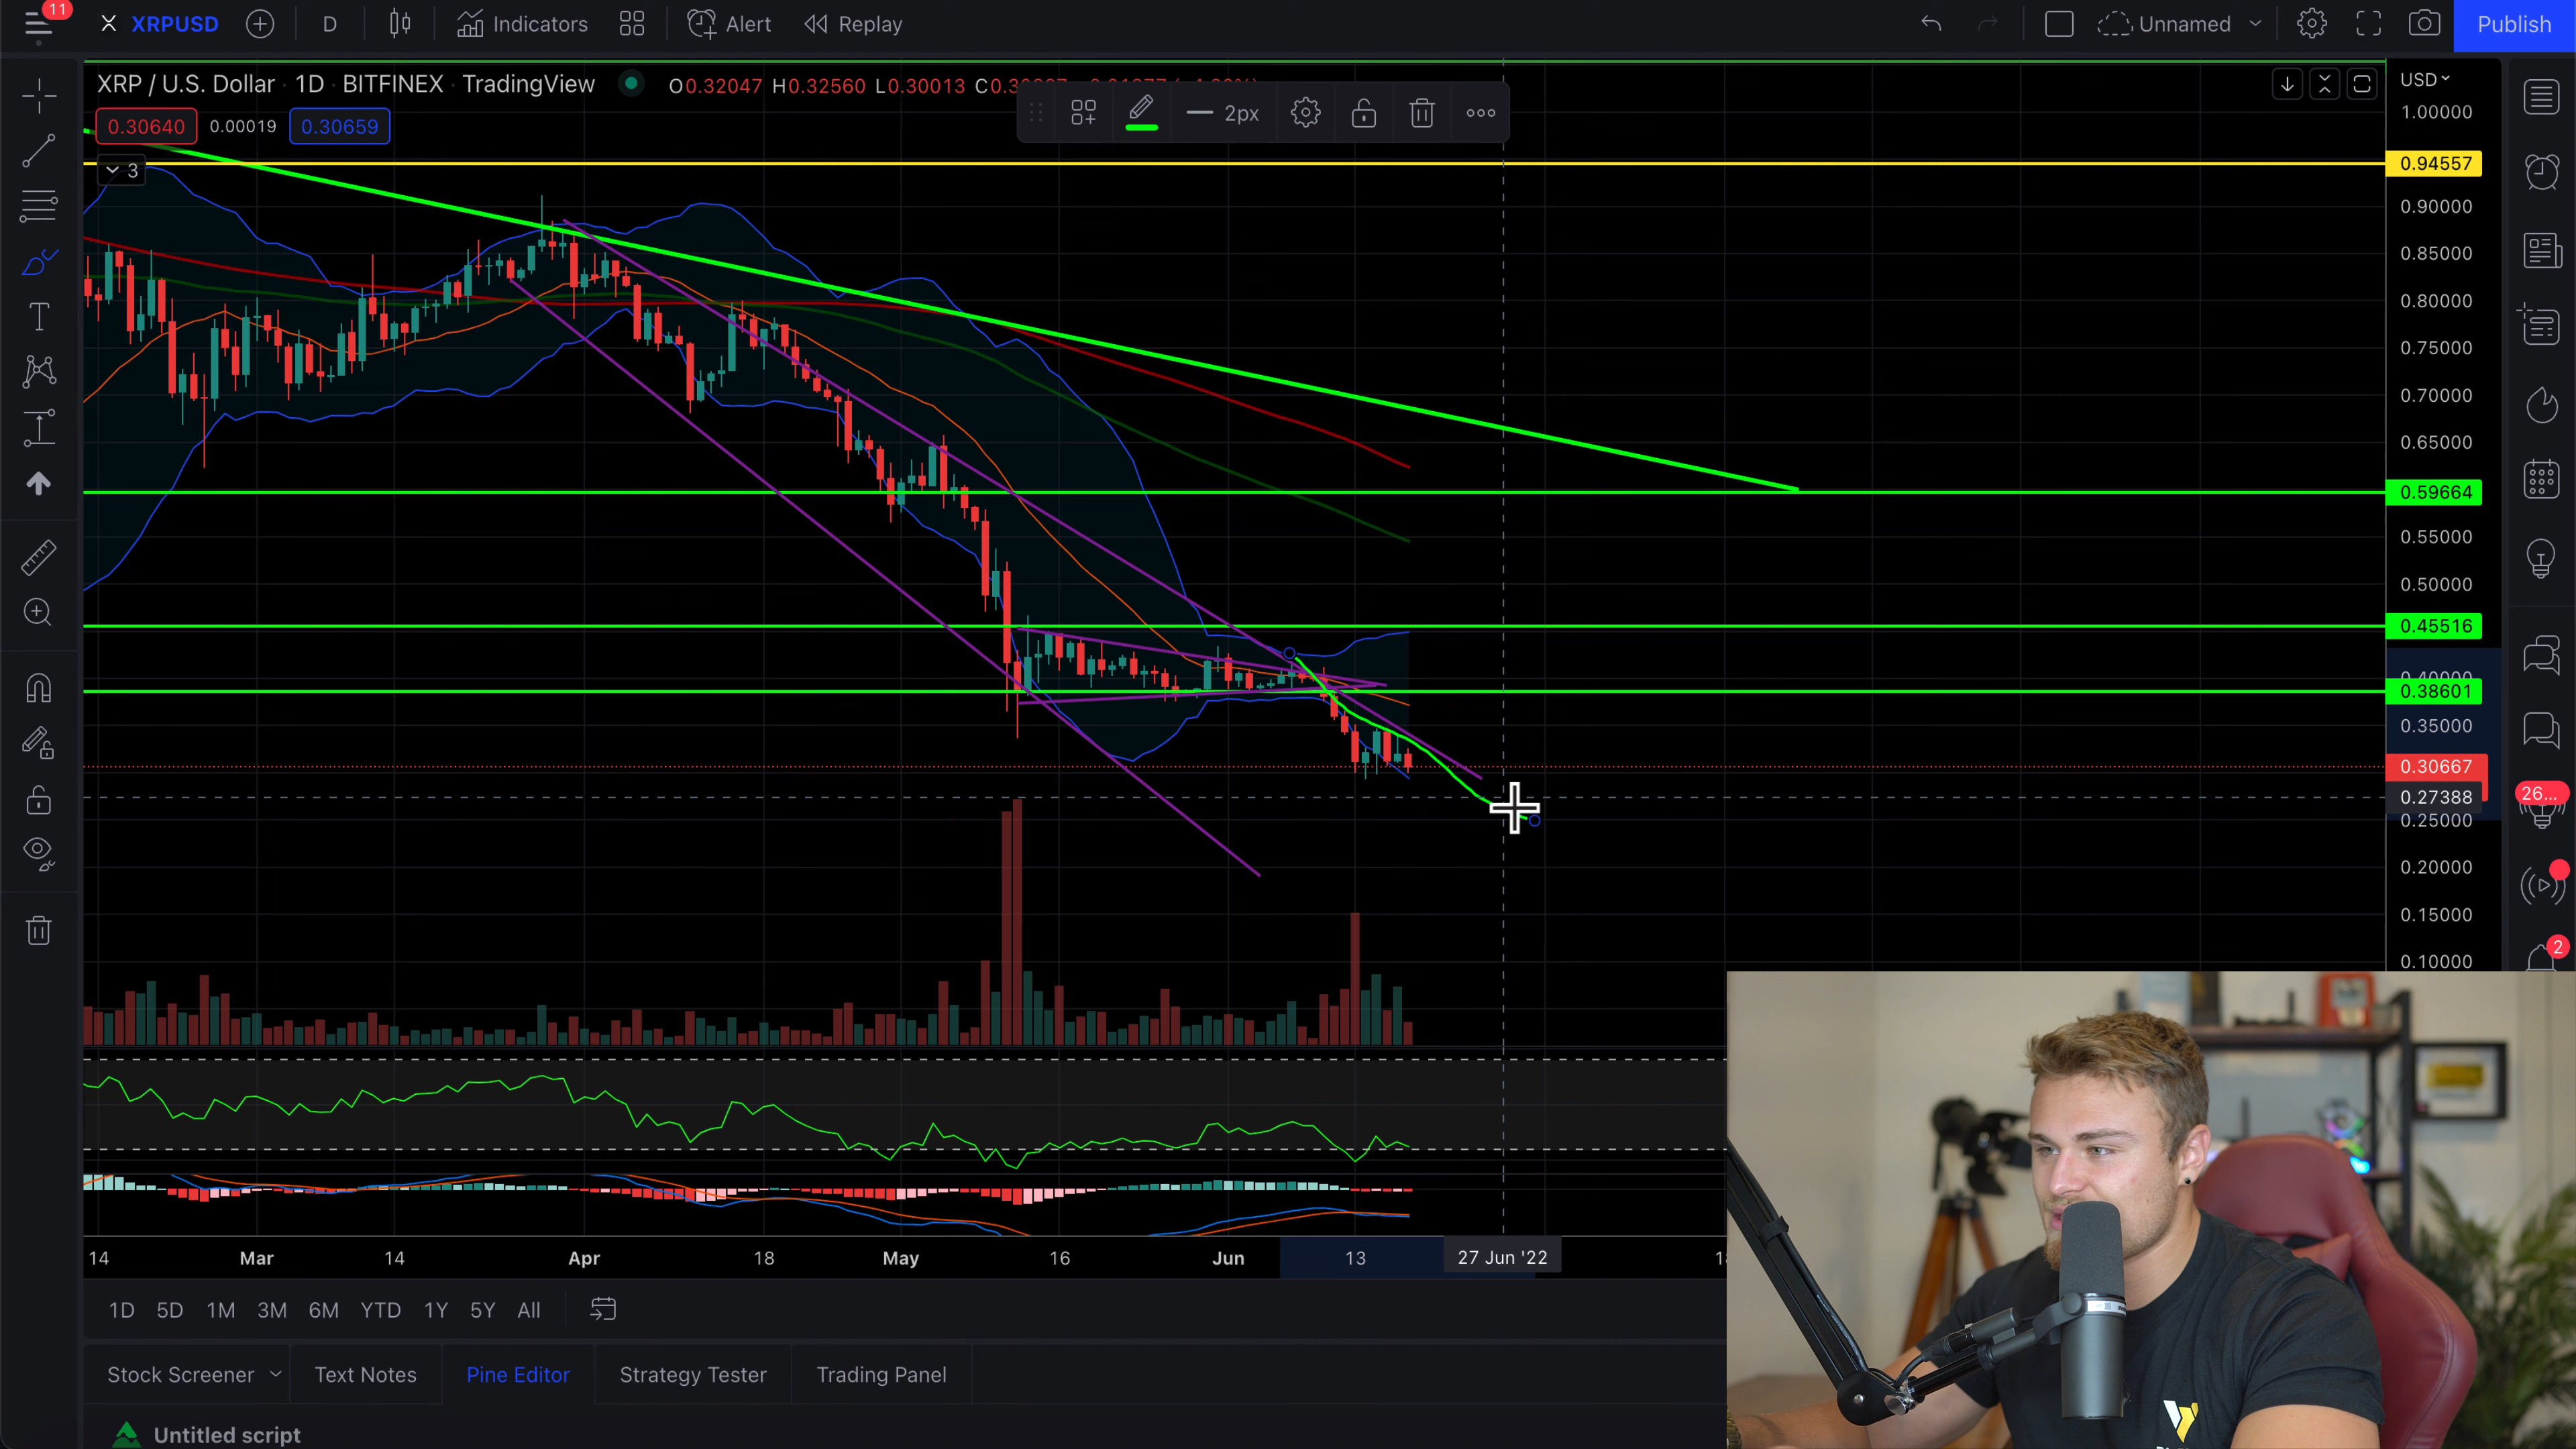 11
XRPUSD D Indicators Alert Replay Unnamed Publish
XRP / U.S. Dollar · 1D · BITFINEX · TradingView O0.32047 H0.32560 L0.30013
USD
0.30640 0.00019 0.30659
2px
3
1.00000
0.94557
0.90000
0.85000
0.80000
0.75000
0.70000
0.65000
0.59664
0.55000
0.50000
0.45516
0.40000
0.38601
0.35000
0.30667
0.27388
0.25000
0.20000
0.15000
0.10000
26...
2
14 Mar 14 Apr 18 May 16 Jun 13 27 Jun '22
1D 5D 1M 3M 6M YTD 1Y 5Y All
Stock Screener Text Notes Pine Editor Strategy Tester Trading Panel
Untitled script